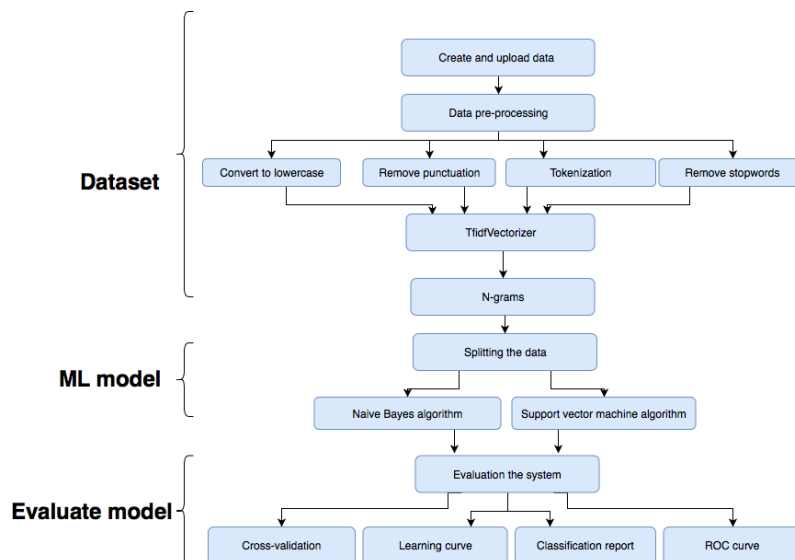 Create and upload data
Data pre-processing
Convert to lowercase
Remove punctuation
Tokenization
Remove stopwords
Dataset
TfidfVectorizer
N-grams
Splitting the data
ML model
Naive Bayes algorithm
Support vector machine algorithm
Evaluation the system
Evaluate model
Cross-validation
Learning curve
Classification report
ROC curve